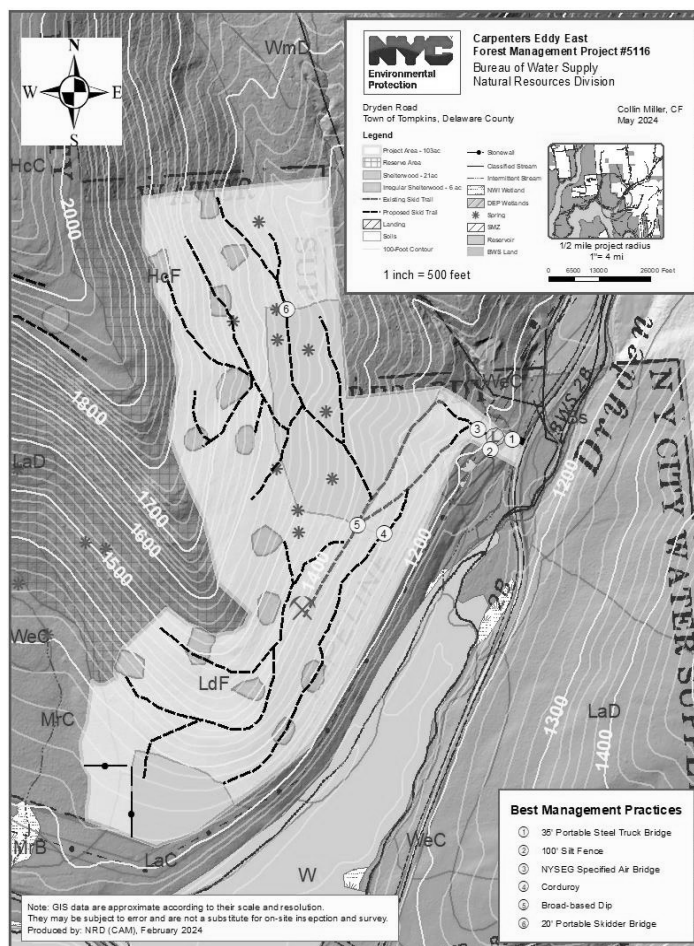 N
W
E
S
NYC
Environmental
Protection
Carpenters Eddy East
Forest Management Project #5116
Bureau of Water Supply
Natural Resources Division
Dryden Road
Town of Tompkins, Delaware County
Collin Miller, CF
May 2024
Legend
Project Area - 103ac
Reserve Area
Shelterwood - 21ac
Irregular Shelterwood - 6 ac
Existing Skid Trail
Proposed Skid Trail
Landing
Soils
100-Foot Contour
Stonewall
Classified Stream
Intermittent Stream
NWI Wetland
DEP Wetlands
Spring
SMZ
Reservoir
BWS Land
1 inch = 500 feet
1/2 mile project radius
1"= 4 mi
0 6500 13000 26000 Feet
WmD
HcC
2000
HcF
6
1800
LaD
1700
1600
1500
WeC
3
1
2
BWS 28
Dryden
1200
NY CITY WATER SUPPLY
5
4
1400
1200
28
WeC
LdF
MrC
1300
LaD
1400
MrB
LaC
W
WeC
Best Management Practices
1 35' Portable Steel Truck Bridge
2 100' Silt Fence
3 NYSEG Specified Air Bridge
4 Corduroy
5 Broad-based Dip
6 20' Portable Skidder Bridge
Note: GIS data are approximate according to their scale and resolution.
They may be subject to error and are not a substitute for on-site inspection and survey.
Produced by: NRD (CAM), February 2024